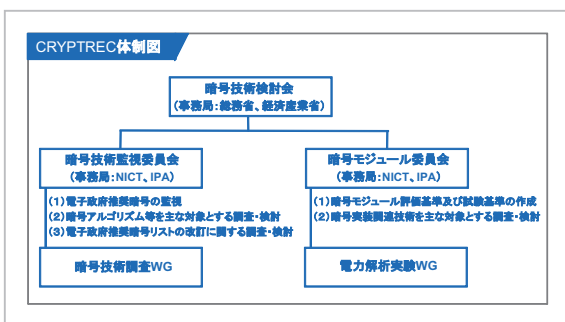 CRYPTREC体制図
暗号技術検討会
(事務局:総務省、経済産業省)
暗号技術監視委員会
(事務局:NICT、IPA)
(1)電子政府推奨暗号の監視
(2)暗号アルゴリズム等を主な対象とする調査・検討
(3)電子政府推奨暗号リストの改訂に関する調査・検討
暗号技術調査WG
暗号モジュール委員会
(事務局:NICT、IPA)
(1)暗号モジュール評価基準及び試験基準の作成
(2)暗号実装関連技術を主な対象とする調査・検討
電力解析実験WG